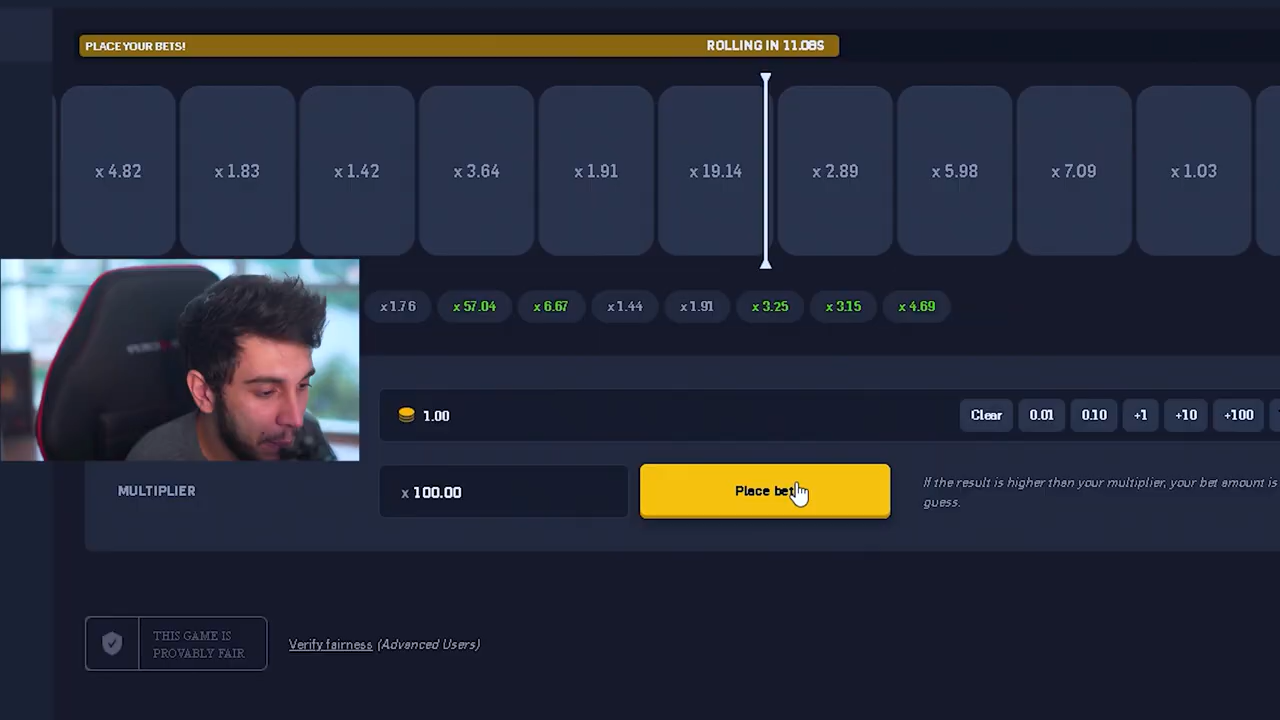 PLACE YOUR BETS!
ROLLING IN 11.08S
x 4.82
x 1.83
x 1.42
x 3.64
x 1.91
x 19.14
x 2.89
x 5.98
x 7.09
x 1.03
x 1.76
x 57.04
x 6.67
x 1.44
x 1.91
x 3.25
x 3.15
x 4.69
1.00
Clear
0.01
0.10
+1
+10
+100
MULTIPLIER
x 100.00
Place bet
If the result is higher than your multiplier, your bet amount is
guess.
THIS GAME IS
PROVABLY FAIR
Verify fairness (Advanced Users)